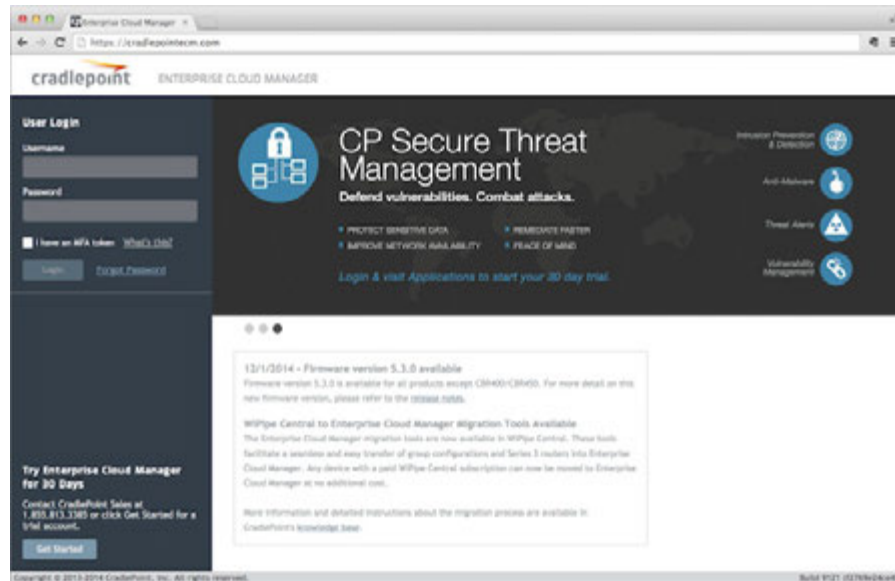 Enterprise Cloud Manager
https://cradlepointecm.com
cradlepoint
ENTERPRISE CLOUD MANAGER
User Login
Username
Password
I have an MFA token What's this?
Login Forgot Password
Try Enterprise Cloud Manager
for 30 Days
Contact CradlePoint Sales at
1.855.813.3385 or click Get Started for a
trial account.
Get Started
CP Secure Threat
Management
Defend vulnerabilities. Combat attacks.
PROTECT SENSITIVE DATA
REMEDIATE FASTER
IMPROVE NETWORK AVAILABILITY
PEACE OF MIND
Login & visit Applications to start your 30 day trial.
Intrusion Prevention
& Detection
Anti-Malware
Threat Alerts
Vulnerability
Management
12/1/2014 - Firmware version 5.3.0 available
Firmware version 5.3.0 is available for all products except CBR400/CBR450. For more detail on this
new firmware version, please refer to the release notes.
WiPipe Central to Enterprise Cloud Manager Migration Tools Available
The Enterprise Cloud Manager migration tools are now available in WiPipe Central. These tools
facilitate a seamless and easy transfer of group configurations and Series 3 routers into Enterprise
Cloud Manager. Any device with a paid WiPipe Central subscription can now be moved to Enterprise
Cloud Manager at no additional cost.
More information and detailed instructions about the migration process are available in
CradlePoint's knowledge base.
Copyright © 2013-2014 CradlePoint, Inc. All rights reserved.
Build 9121